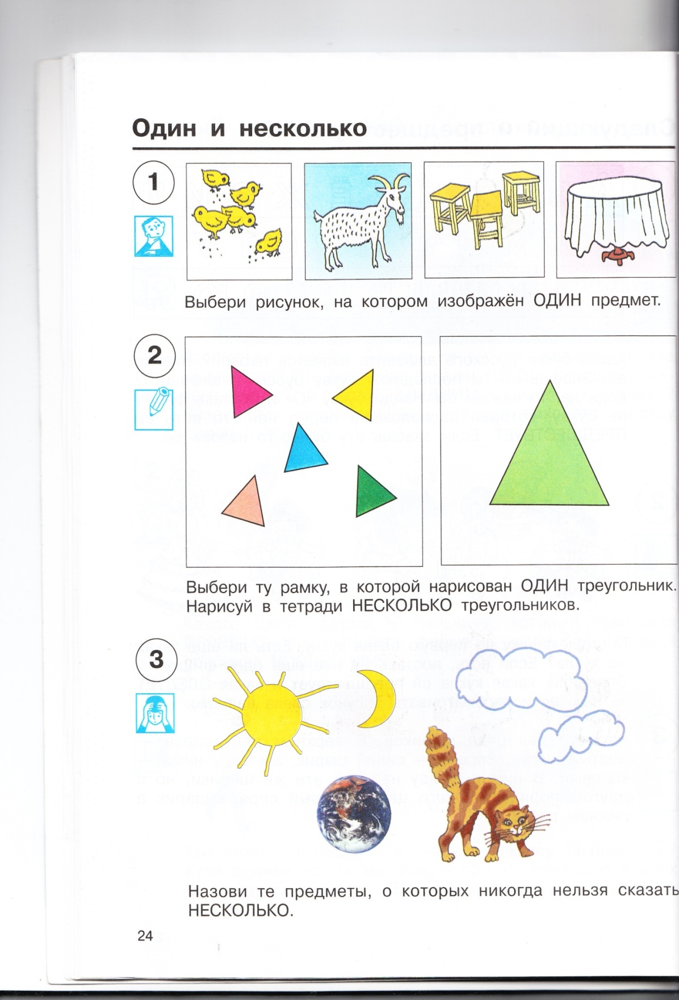 Один и несколько
1
Выбери рисунок, на котором изображён ОДИН предмет.
2
Выбери ту рамку, в которой нарисован ОДИН треугольник.
Нарисуй в тетради НЕСКОЛЬКО треугольников.
3
Назови те предметы, о которых никогда нельзя сказать
НЕСКОЛЬКО.
24